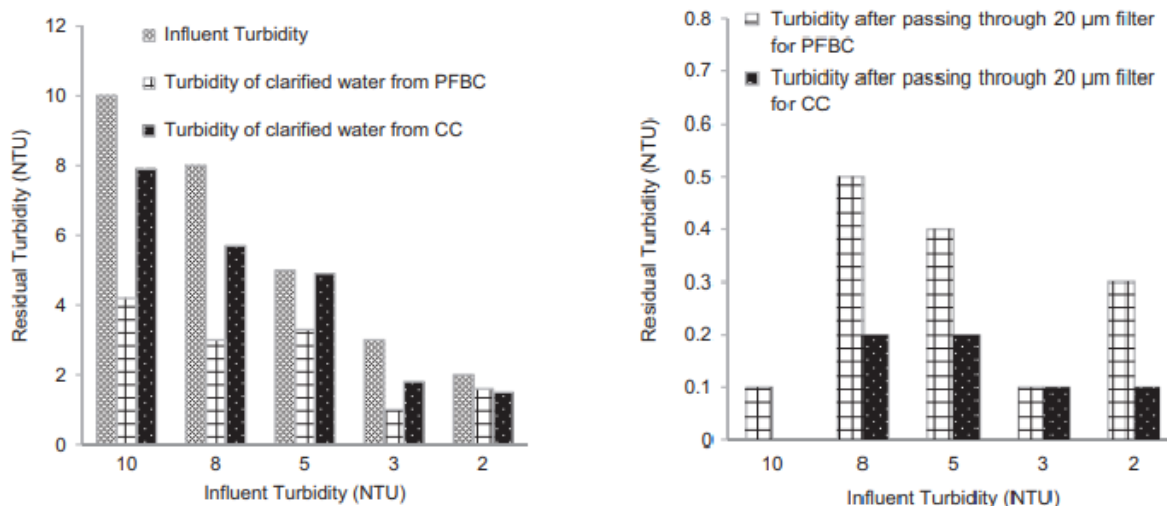 12
10
8
6
4
2
0
Residual Turbidity (NTU)
Influent Turbidity
Turbidity of clarified water from PFBC
Turbidity of clarified water from CC
10 8 5 3 2
Influent Turbidity (NTU)
0.8
0.7
0.6
0.5
0.4
0.3
0.2
0.1
0
Residual Turbidity (NTU)
Turbidity after passing through 20 µm filter
for PFBC
Turbidity after passing through 20 µm filter
for CC
10 8 5 3 2
Influent Turbidity (NTU)